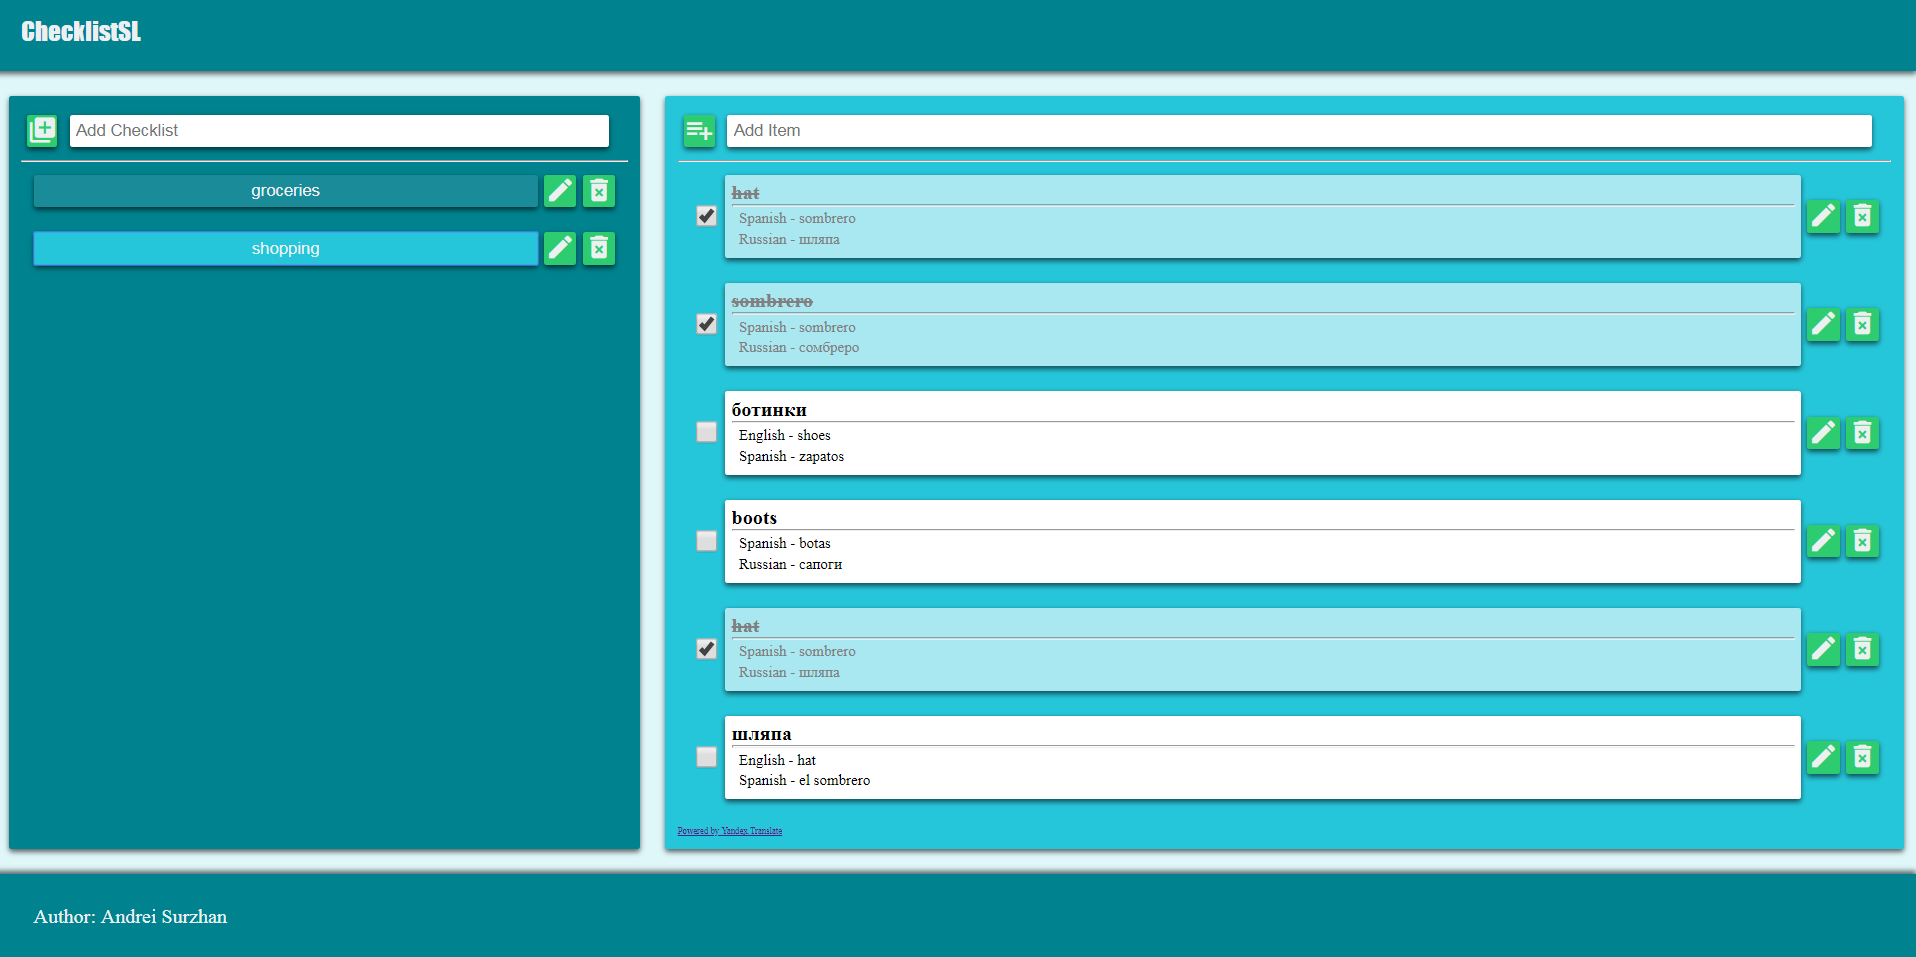 ChecklistSL
Add Checklist
groceries
shopping
Add Item
hat
Spanish - sombrero
Russian - шляпа
sombrero
Spanish - sombrero
Russian - сомбреро
ботинки
English - shoes
Spanish - zapatos
boots
Spanish - botas
Russian - сапоги
hat
Spanish - sombrero
Russian - шляпа
шляпа
English - hat
Spanish - el sombrero
Powered by Yandex.Translate
Author: Andrei Surzhan